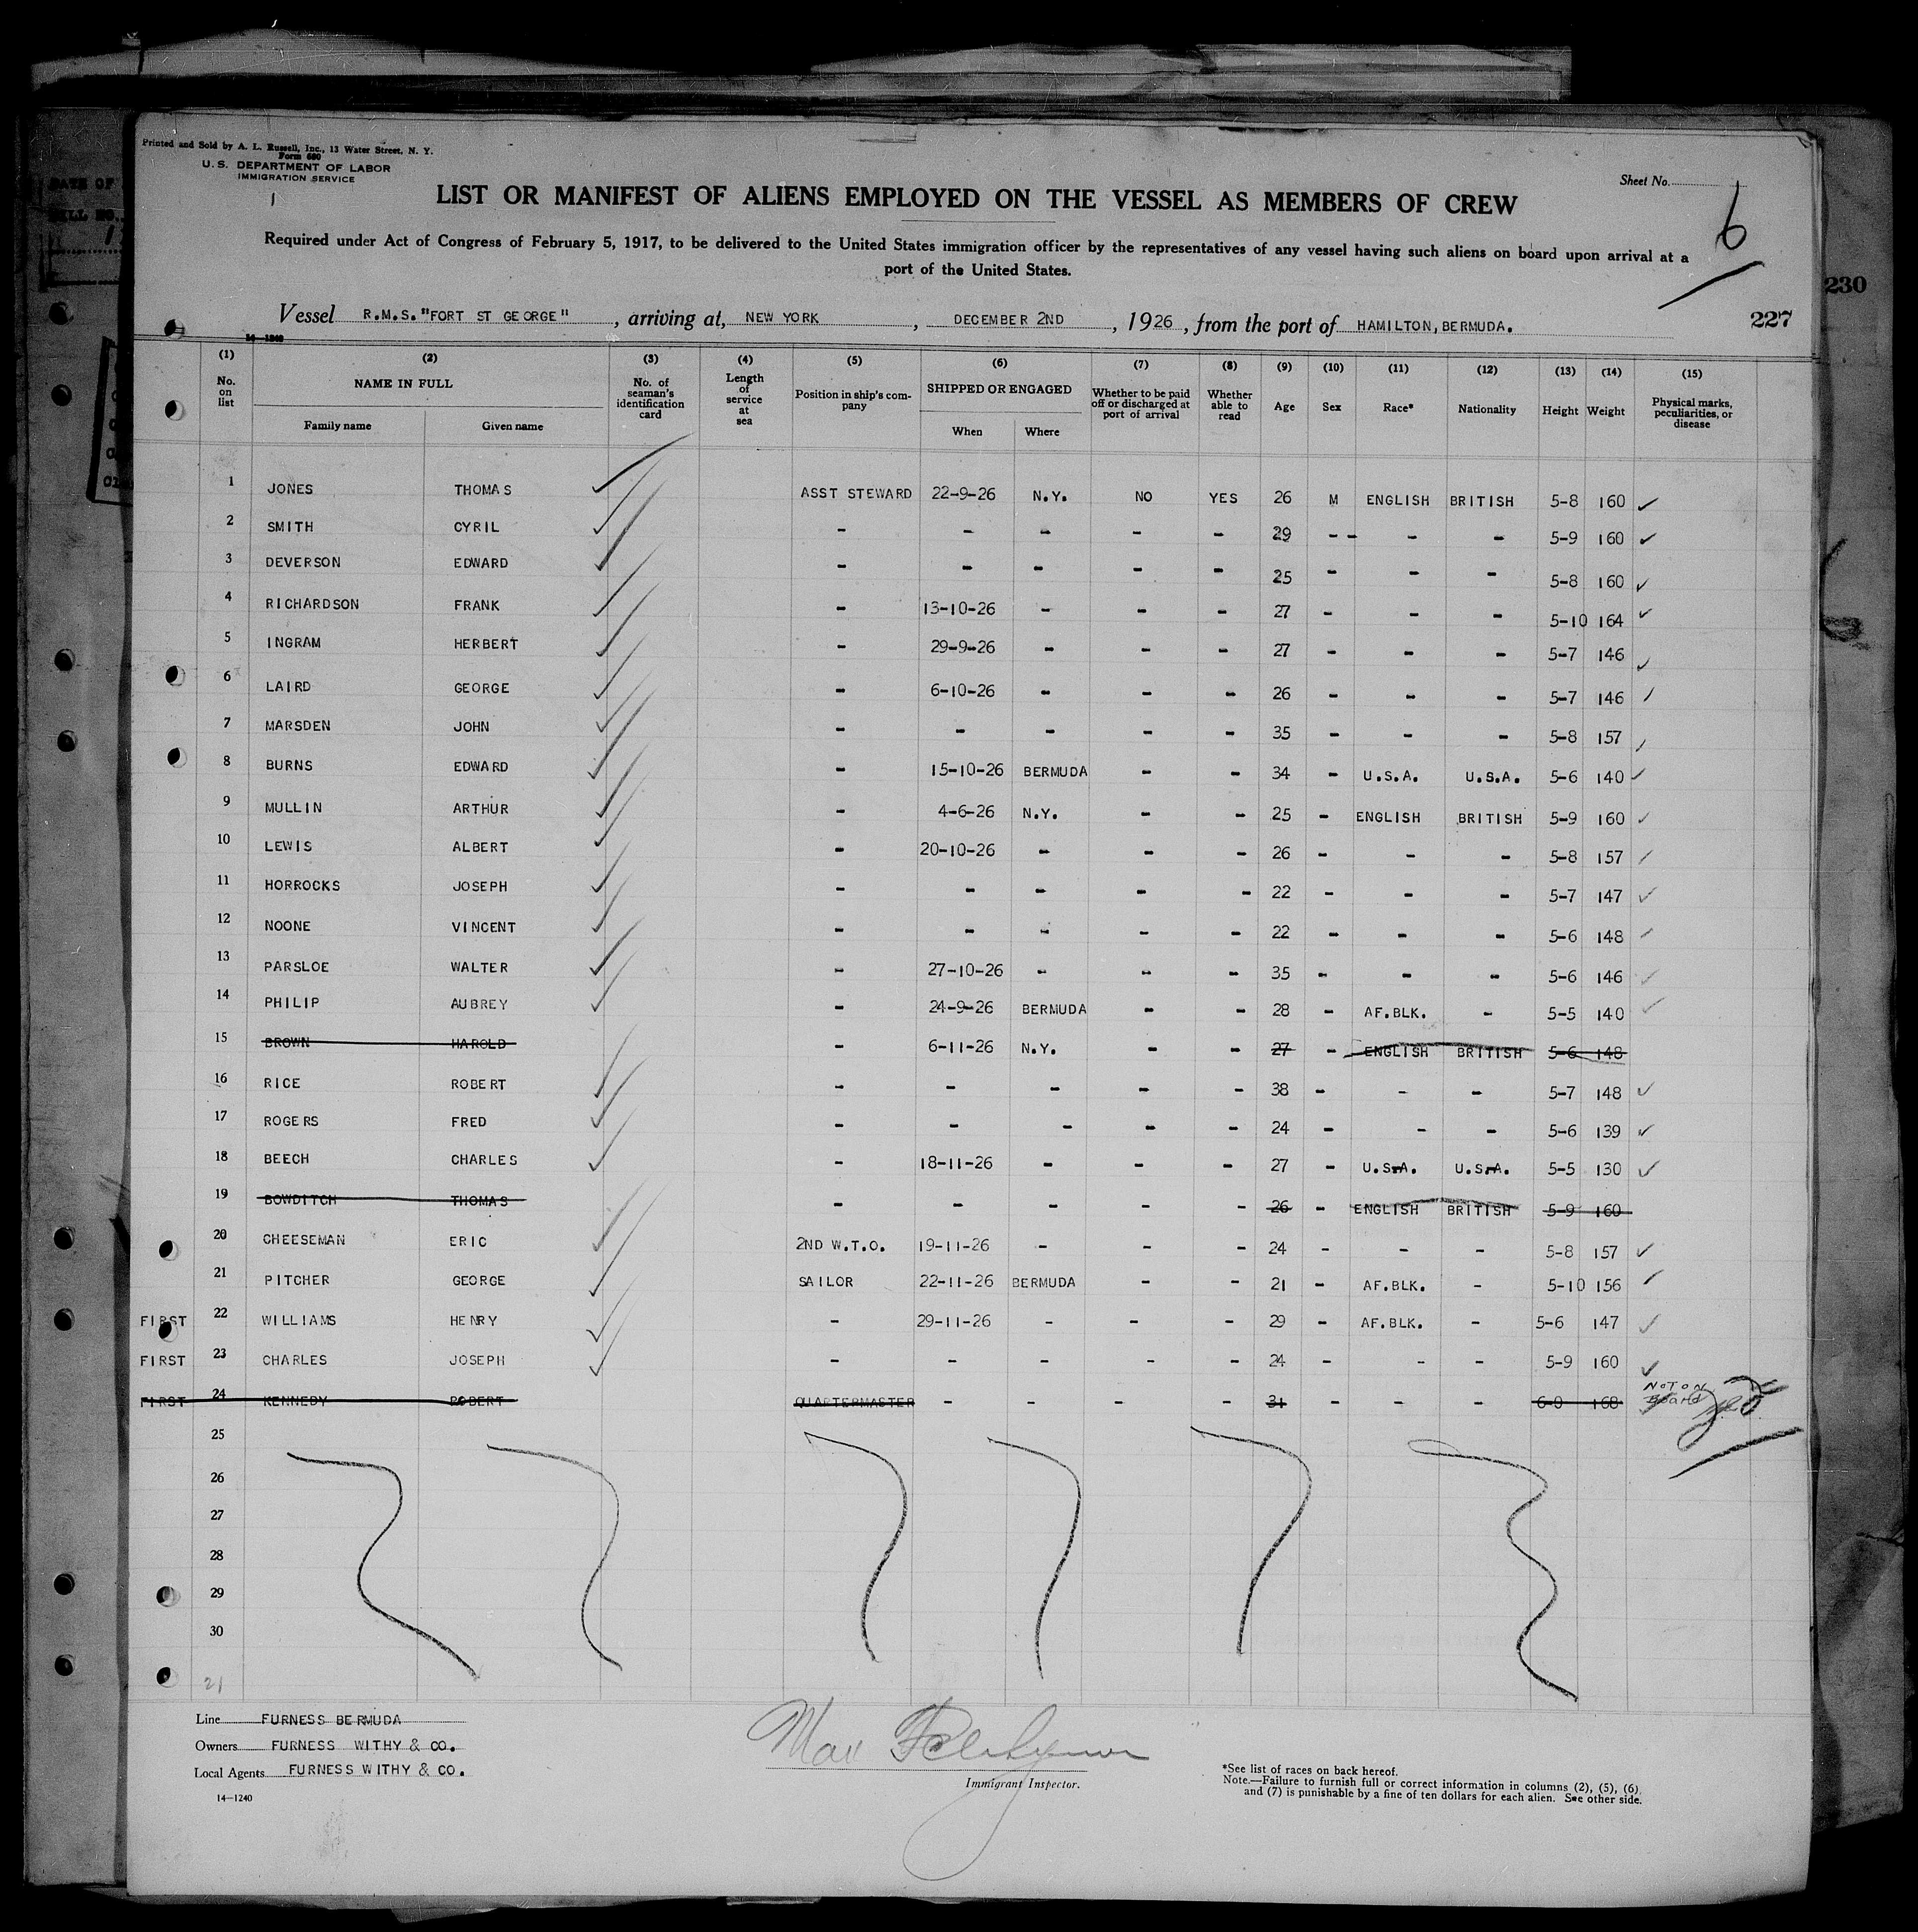 Printed and Sold by A. L. Russell, Inc., 13 Water Street, N. Y.
Form 680
U. S. DEPARTMENT OF LABOR
IMMIGRATION SERVICE
Sheet No.
6
LIST OR MANIFEST OF ALIENS EMPLOYED ON THE VESSEL AS MEMBERS OF CREW
Required under Act of Congress of February 5, 1917, to be delivered to the United States immigration officer by the representatives of any vessel having such aliens on board upon arrival at a
port of the United States.
230
Vessel R.M.S. "FORT ST GEORGE", arriving at, NEW YORK, DECEMBER 2ND, 1926, from the port of HAMILTON, BERMUDA.
227
14—1240
(1) (2) (3) (4) (5) (6) (7) (8) (9) (10) (11) (12) (13) (14) (15)
No. on list NAME IN FULL Family name Given name No. of seaman's identification card Length of service at sea Position in ship's company SHIPPED OR ENGAGED When Where Whether to be paid off or discharged at port of arrival Whether able to read Age Sex Race* Nationality Height Weight Physical marks, peculiarities, or disease
1 JONES THOMAS ASST STEWARD 22-9-26 N.Y. NO YES 26 M ENGLISH BRITISH 5-8 160 ✓
2 SMITH CYRIL - - - - - 29 - - - - 5-9 160 ✓
3 DEVERSON EDWARD - - - - - 25 - - - 5-8 160 ✓
4 RICHARDSON FRANK - 13-10-26 - - - 27 - - - 5-10 164 ✓
5 INGRAM HERBERT - 29-9-26 - - - 27 - - - 5-7 146 ✓
6 LAIRD GEORGE - 6-10-26 - - - 26 - - - 5-7 146 ✓
7 MARSDEN JOHN - - - - - 35 - - - 5-8 157 ✓
8 BURNS EDWARD - 15-10-26 BERMUDA - - 34 - U.S.A. U.S.A. 5-6 140 ✓
9 MULLIN ARTHUR - 4-6-26 N.Y. - - 25 - ENGLISH BRITISH 5-9 160 ✓
10 LEWIS ALBERT - 20-10-26 - - - 26 - - - 5-8 157 ✓
11 HORROCKS JOSEPH - - - - - 22 - - - 5-7 147 ✓
12 NOONE VINCENT - - - - - 22 - - - 5-6 148 ✓
13 PARSLOE WALTER - 27-10-26 - - - 35 - - - 5-6 146 ✓
14 PHILIP AUBREY - 24-9-26 BERMUDA - - 28 - AF.BLK. - 5-5 140 ✓
15 BROWN HAROLD - 6-11-26 N.Y. - - 27 - ENGLISH BRITISH 5-6 148
16 RICE ROBERT - - - - - 38 - - - 5-7 148 ✓
17 ROGERS FRED - - - - - 24 - - - 5-6 139 ✓
18 BEECH CHARLES - 18-11-26 - - - 27 - U.S.A. U.S.A. 5-5 130 ✓
19 BOWDITCH THOMAS - - - - - 26 - ENGLISH BRITISH 5-9 160
20 CHEESEMAN ERIC 2ND W.T.O. 19-11-26 - - - 24 - - - 5-8 157 ✓
21 PITCHER GEORGE SAILOR 22-11-26 BERMUDA - - 21 - AF.BLK. - 5-10 156 ✓
FIRST 22 WILLIAMS HENRY - 29-11-26 - - - 29 - AF.BLK. - 5-6 147 ✓
FIRST 23 CHARLES JOSEPH - - - - - 24 - - - 5-9 160 ✓
FIRST 24 KENNEDY ROBERT QUARTERMASTER - - - - 31 - - - 6-0 168 NOT ON Board
25
26
27
28
29
30
21
Line FURNESS BERMUDA
Owners FURNESS WITHY & CO.
Local Agents FURNESS WITHY & CO.
14—1240
Max
Immigrant Inspector.
*See list of races on back hereof.
Note.—Failure to furnish full or correct information in columns (2), (5), (6),
and (7) is punishable by a fine of ten dollars for each alien. See other side.